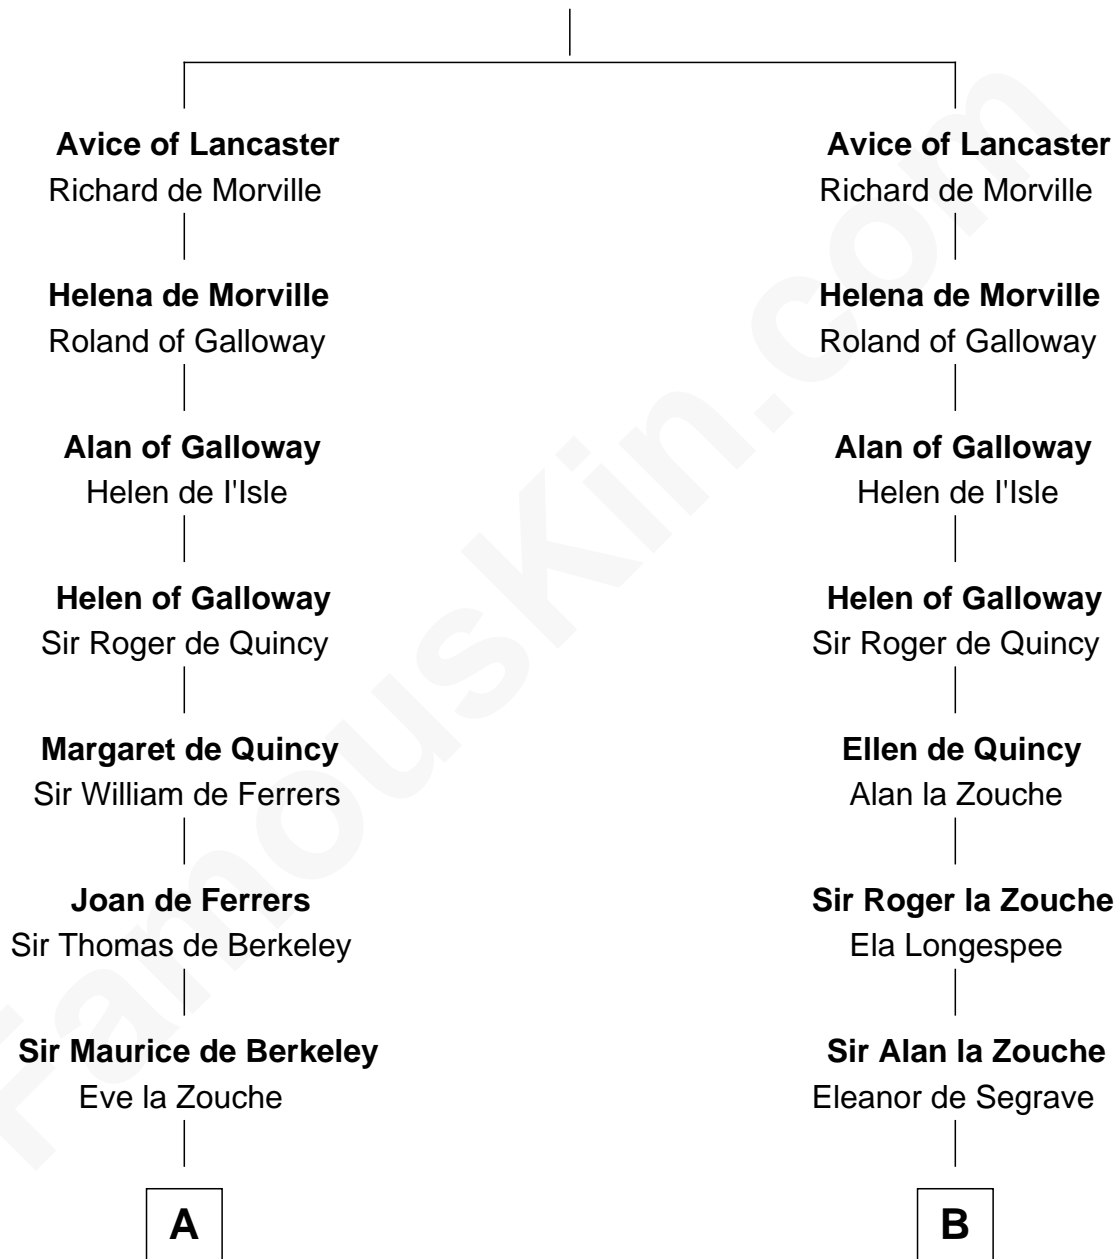 Avice of Lancaster
Richard de Morville
Helena de Morville
Roland of Galloway
Alan of Galloway
Helen de I'Isle
Helen of Galloway
Sir Roger de Quincy
Margaret de Quincy
Sir William de Ferrers
Joan de Ferrers
Sir Thomas de Berkeley
Sir Maurice de Berkeley
Eve la Zouche
A
Avice of Lancaster
Richard de Morville
Helena de Morville
Roland of Galloway
Alan of Galloway
Helen de I'Isle
Helen of Galloway
Sir Roger de Quincy
Ellen de Quincy
Alan la Zouche
Sir Roger la Zouche
Ela Longespee
Sir Alan la Zouche
Eleanor de Segrave
B
FamousKin.com